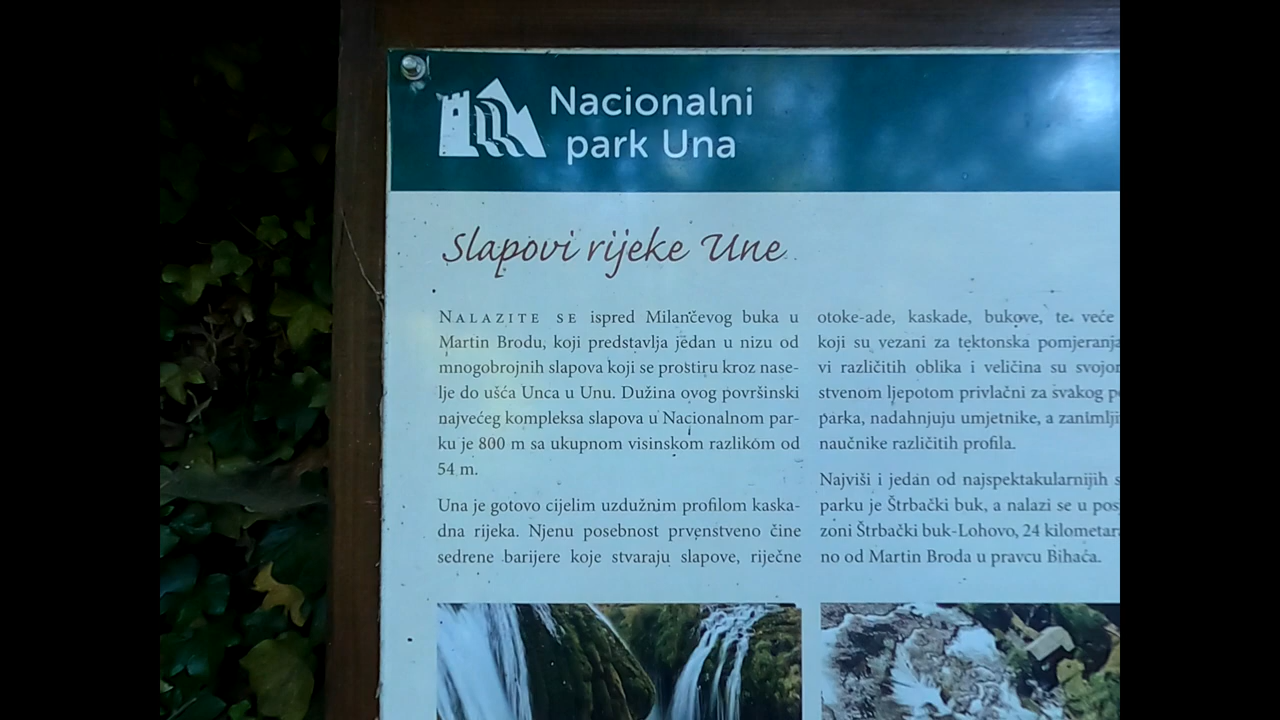 Nacionalni
park Una
Slapovi rijeke Une
NALAZITE SE ispred Milančevog buka u
Martin Brodu, koji predstavlja jedan u nizu od
mnogobrojnih slapova koji se prostiru kroz nase-
lje do ušća Unca u Unu. Dužina ovog površinski
najvećeg kompleksa slapova u Nacionalnom par-
ku je 800 m sa ukupnom visinskom razlikom od
54 m.
Una je gotovo cijelim uzdužnim profilom kaska-
dna rijeka. Njenu posebnost prvenstveno čine
sedrene barijere koje stvaraju slapove, riječne
otoke-ade, kaskade, bukove, te veće
koji su vezani za tektonska pomjeranja
vi različitih oblika i veličina su svojom
stvenom ljepotom privlačni za svakog
parka, nadahnjuju umjetnike, a
naučnike različitih profila.
Najviši i jedan od najspektakularnijih
parku je Štrbački buk, a nalazi se u
zoni Štrbački buk-Lohovo, 24
no od Martin Broda u pravcu Bihaća.